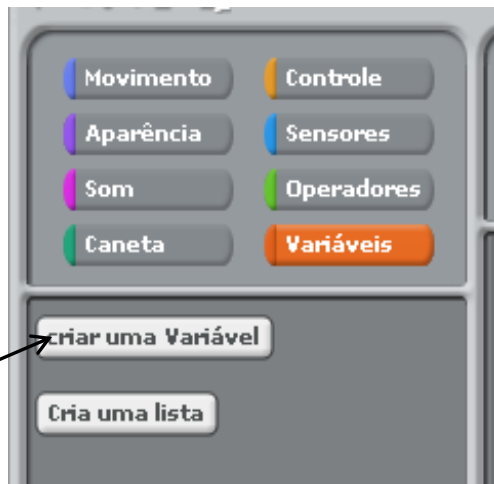 Movimento Controle
Aparência Sensores
Som Operadores
Caneta Variáveis
criar uma Variável
Cria uma lista